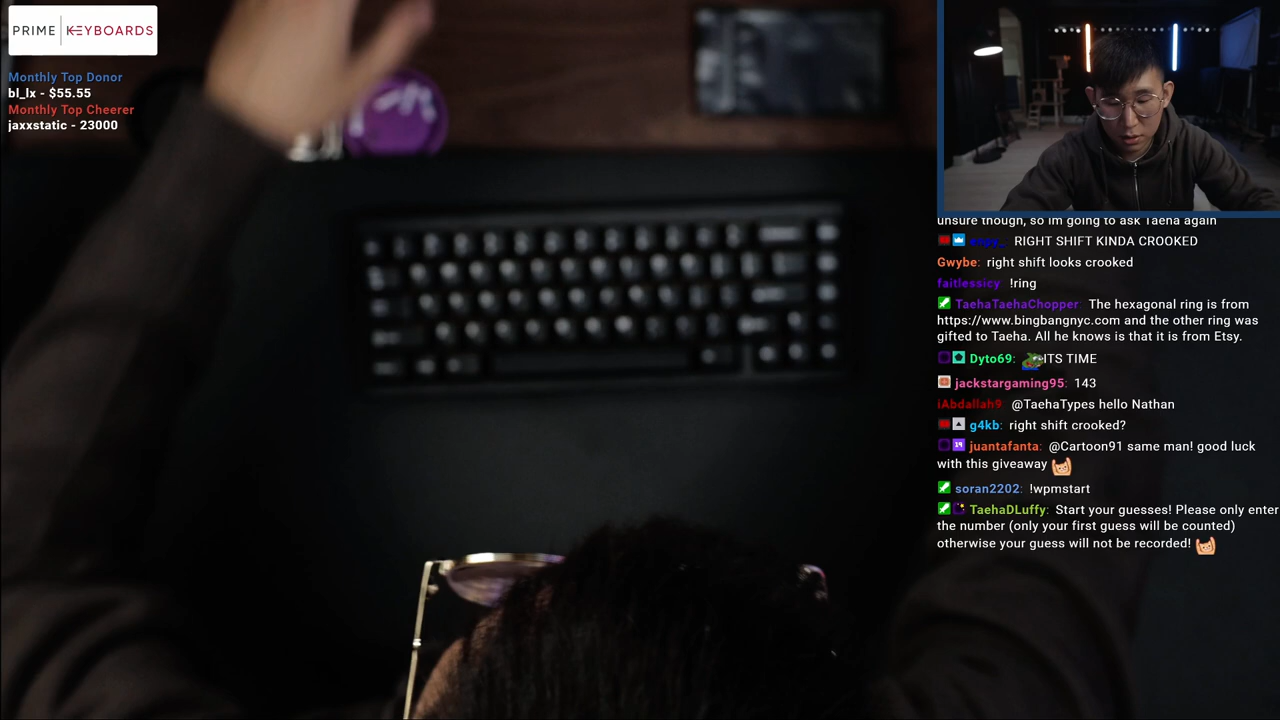 PRIME KEYBOARDS
Monthly Top Donor
bl_lx - $55.55
Monthly Top Cheerer
jaxxstatic - 23000
unsure though, so im going to ask Taeha again
RIGHT SHIFT KINDA CROOKED
Gwybe: right shift looks crooked
faitlessicy: !ring
TaehaTaehaChopper: The hexagonal ring is from
https://www.bingbangnyc.com and the other ring was
gifted to Taeha. All he knows is that it is from Etsy.
Dyto69: ITS TIME
jackstargaming95: 143
iAbdallah9: @TaehaTypes hello Nathan
g4kb: right shift crooked?
juantafanta: @Cartoon91 same man! good luck
with this giveaway
soran2202: !wpmstart
TaehaDLuffy: Start your guesses! Please only enter
the number (only your first guess will be counted)
otherwise your guess will not be recorded!